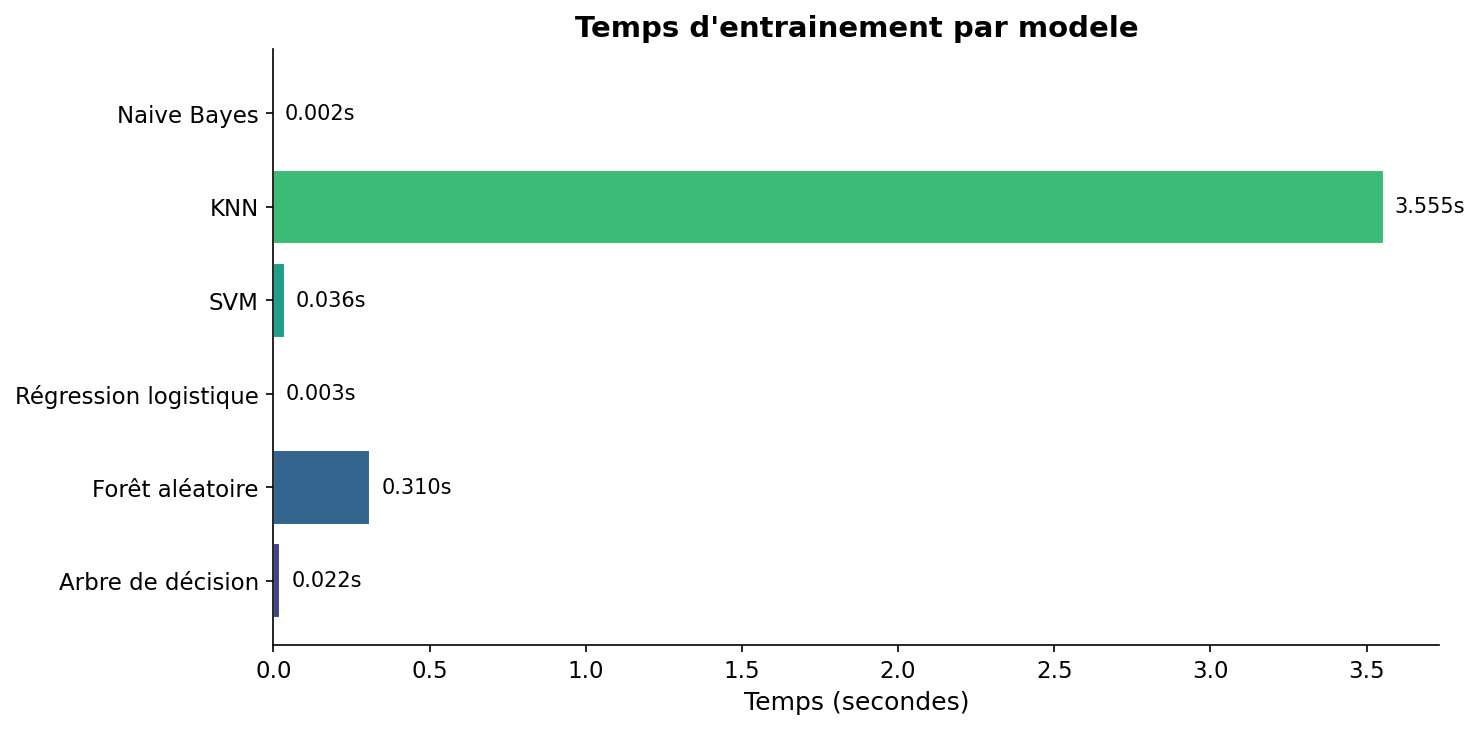 Temps d'entrainement par modele
Naive Bayes 0.002s
KNN 3.555s
SVM 0.036s
Régression logistique 0.003s
Forêt aléatoire 0.310s
Arbre de décision 0.022s
0.0 0.5 1.0 1.5 2.0 2.5 3.0 3.5
Temps (secondes)